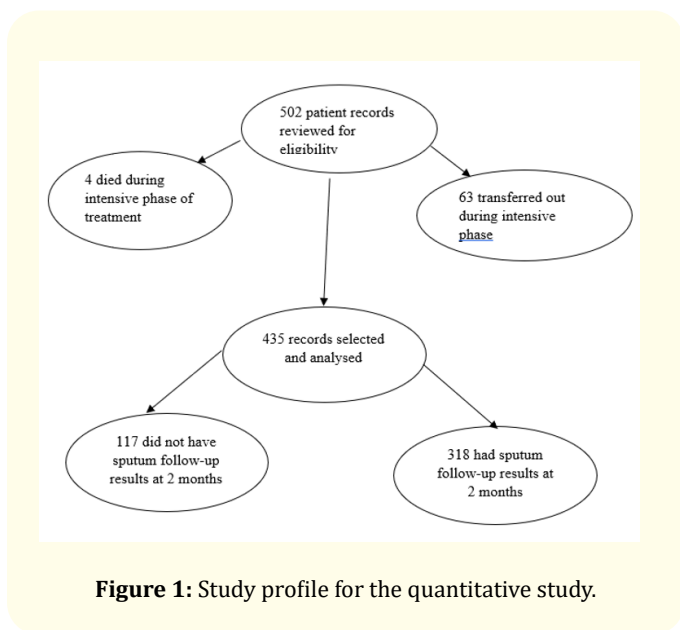 502 patient records
reviewed for
eligibility
4 died during
intensive phase of
treatment
63 transferred out
during intensive
phase
435 records selected
and analysed
117 did not have
sputum follow-up
results at 2 months
318 had sputum
follow-up results at
2 months
Figure 1: Study profile for the quantitative study.